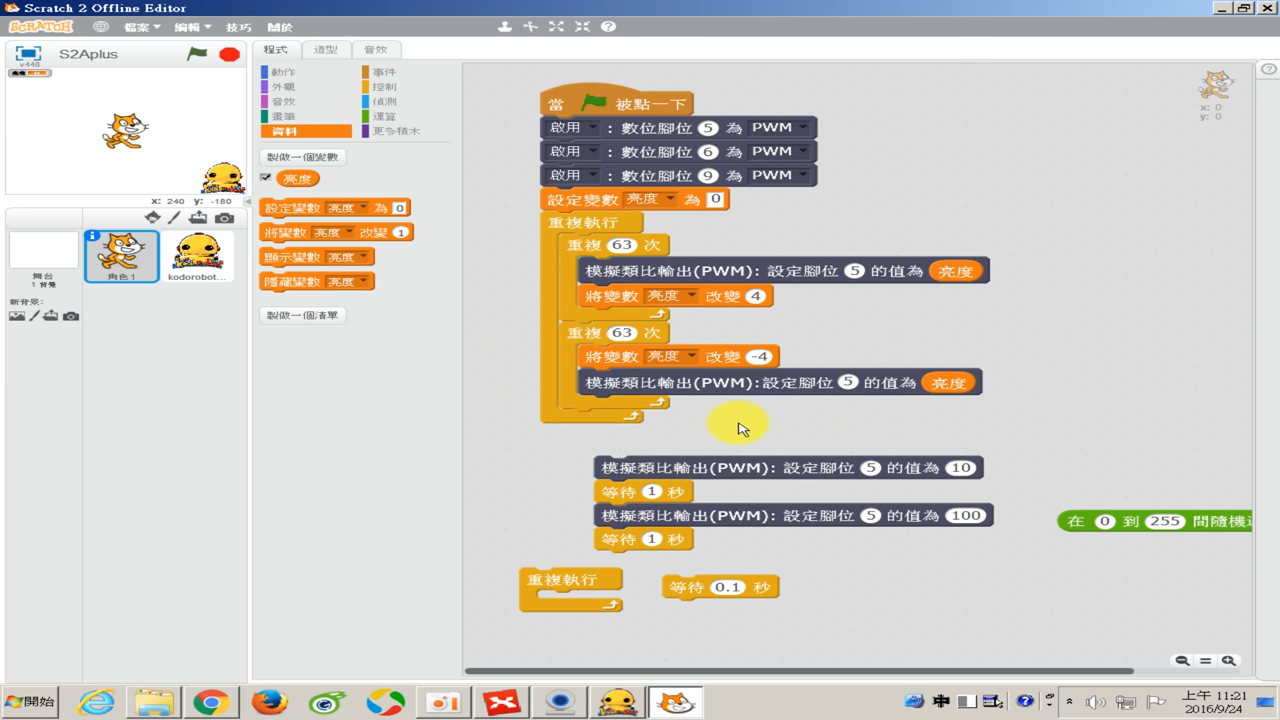 Scratch 2 Offline Editor
SCRATCH 檔案 編輯 技巧 關於
v448 S2Aplus
程式 造型 音效
動作 事件
外觀 控制
音效 偵測
畫筆 運算
資料 更多積木
製做一個變數
亮度
設定變數 亮度 為 0
將變數 亮度 改變 1
顯示變數 亮度
隱藏變數 亮度
製做一個清單
x: 240 y: -180
舞台
1 背景
角色1
kodorobot...
新背景:
x: 0
y: 0
當 被點一下
啟用 : 數位腳位 5 為 PWM
啟用 : 數位腳位 6 為 PWM
啟用 : 數位腳位 9 為 PWM
設定變數 亮度 為 0
重複執行
重複 63 次
模擬類比輸出(PWM): 設定腳位 5 的值為 亮度
將變數 亮度 改變 4
重複 63 次
將變數 亮度 改變 -4
模擬類比輸出(PWM): 設定腳位 5 的值為 亮度
模擬類比輸出(PWM): 設定腳位 5 的值為 10
等待 1 秒
模擬類比輸出(PWM): 設定腳位 5 的值為 100
等待 1 秒
在 0 到 255 間隨機
重複執行
等待 0.1 秒
開始
上午 11:21
2016/9/24